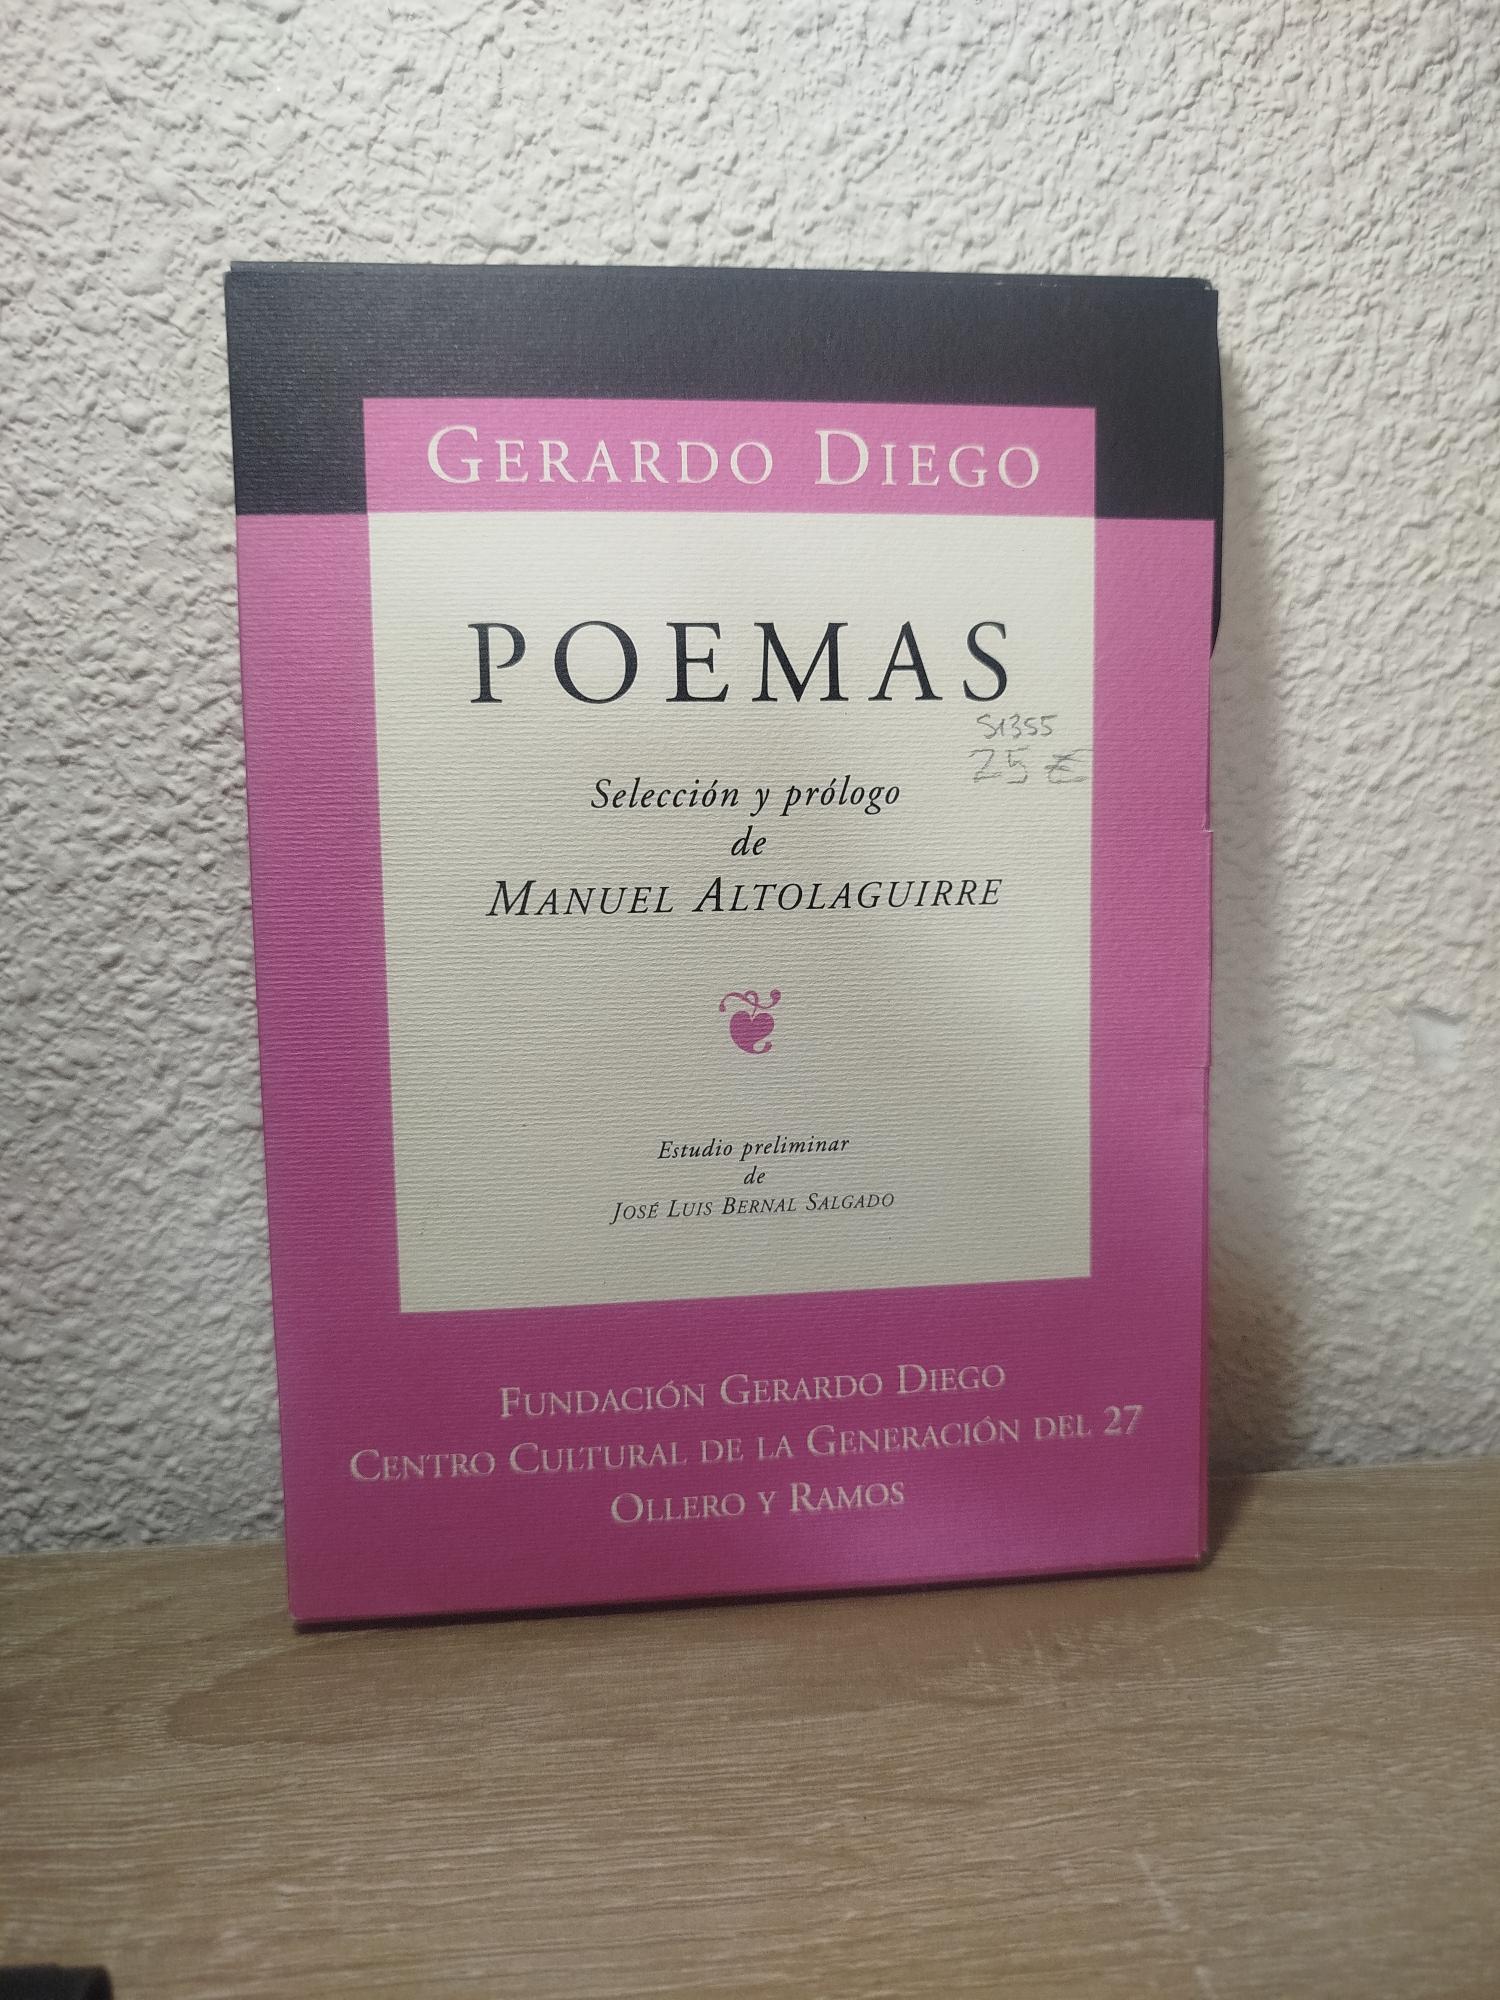 GERARDO DIEGO
POEMAS
S1355
25 €
Selección y prólogo
de
MANUEL ALTOLAGUIRRE
Estudio preliminar
de
JOSÉ LUIS BERNAL SALGADO
FUNDACIÓN GERARDO DIEGO
CENTRO CULTURAL DE LA GENERACIÓN DEL 27
OLLERO Y RAMOS